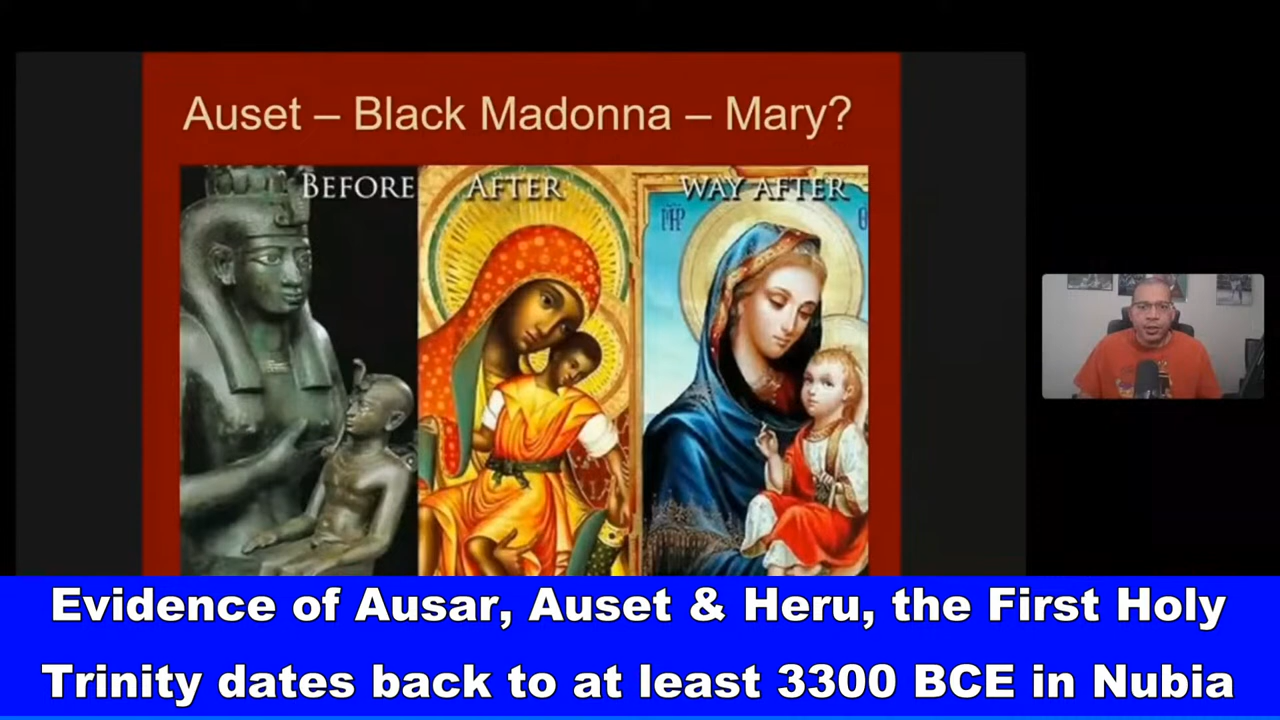 Auset – Black Madonna – Mary?
BEFORE
AFTER
WAY AFTER
Evidence of Ausar, Auset & Heru, the First Holy
Trinity dates back to at least 3300 BCE in Nubia